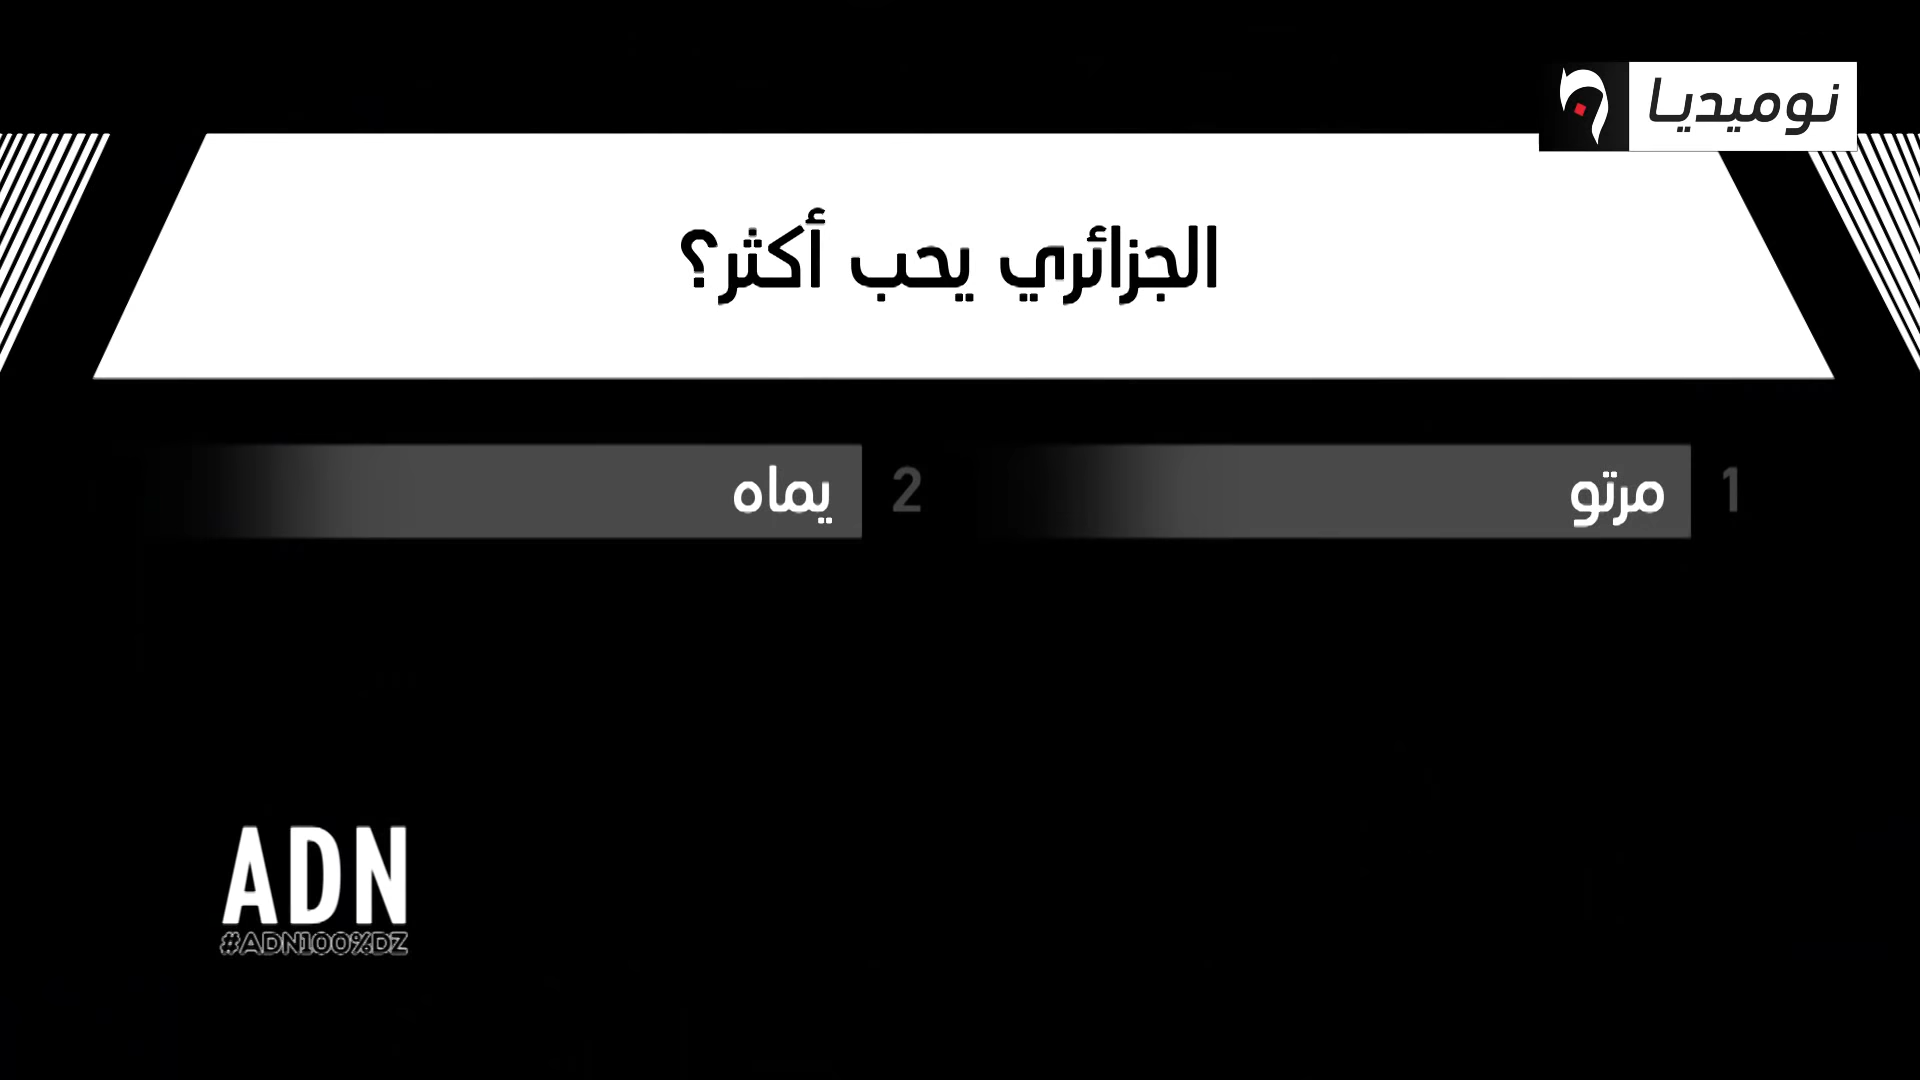 نوميديا
الجزائري يحب أكثر؟
1 مرتو
2 يماه
ADN
#ADN100%DZ